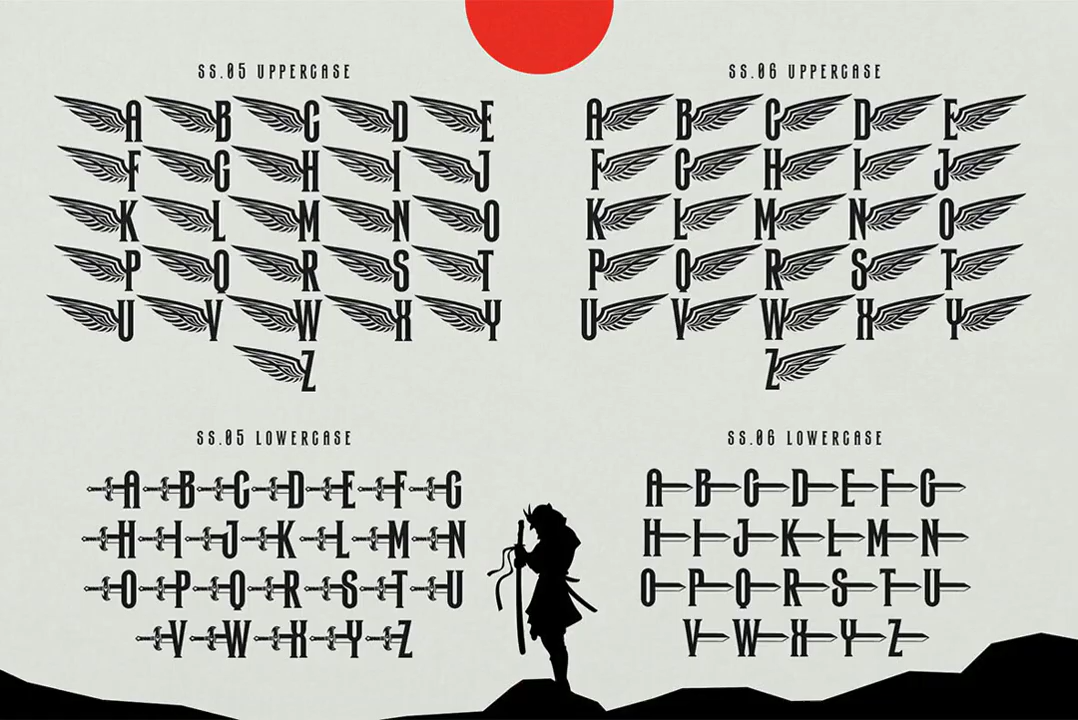 SS.05 UPPERCASE
A B C D E
F G H I J
K L M N O
P Q R S T
U V W X Y
Z
SS.06 UPPERCASE
A B C D E
F G H I J
K L M N O
P Q R S T
U V W X Y
Z
SS.05 LOWERCASE
A B C D E F G
H I J K L M N
O P Q R S T U
V W X Y Z
SS.06 LOWERCASE
A B C D E F G
H I J K L M N
O P Q R S T U
V W X Y Z